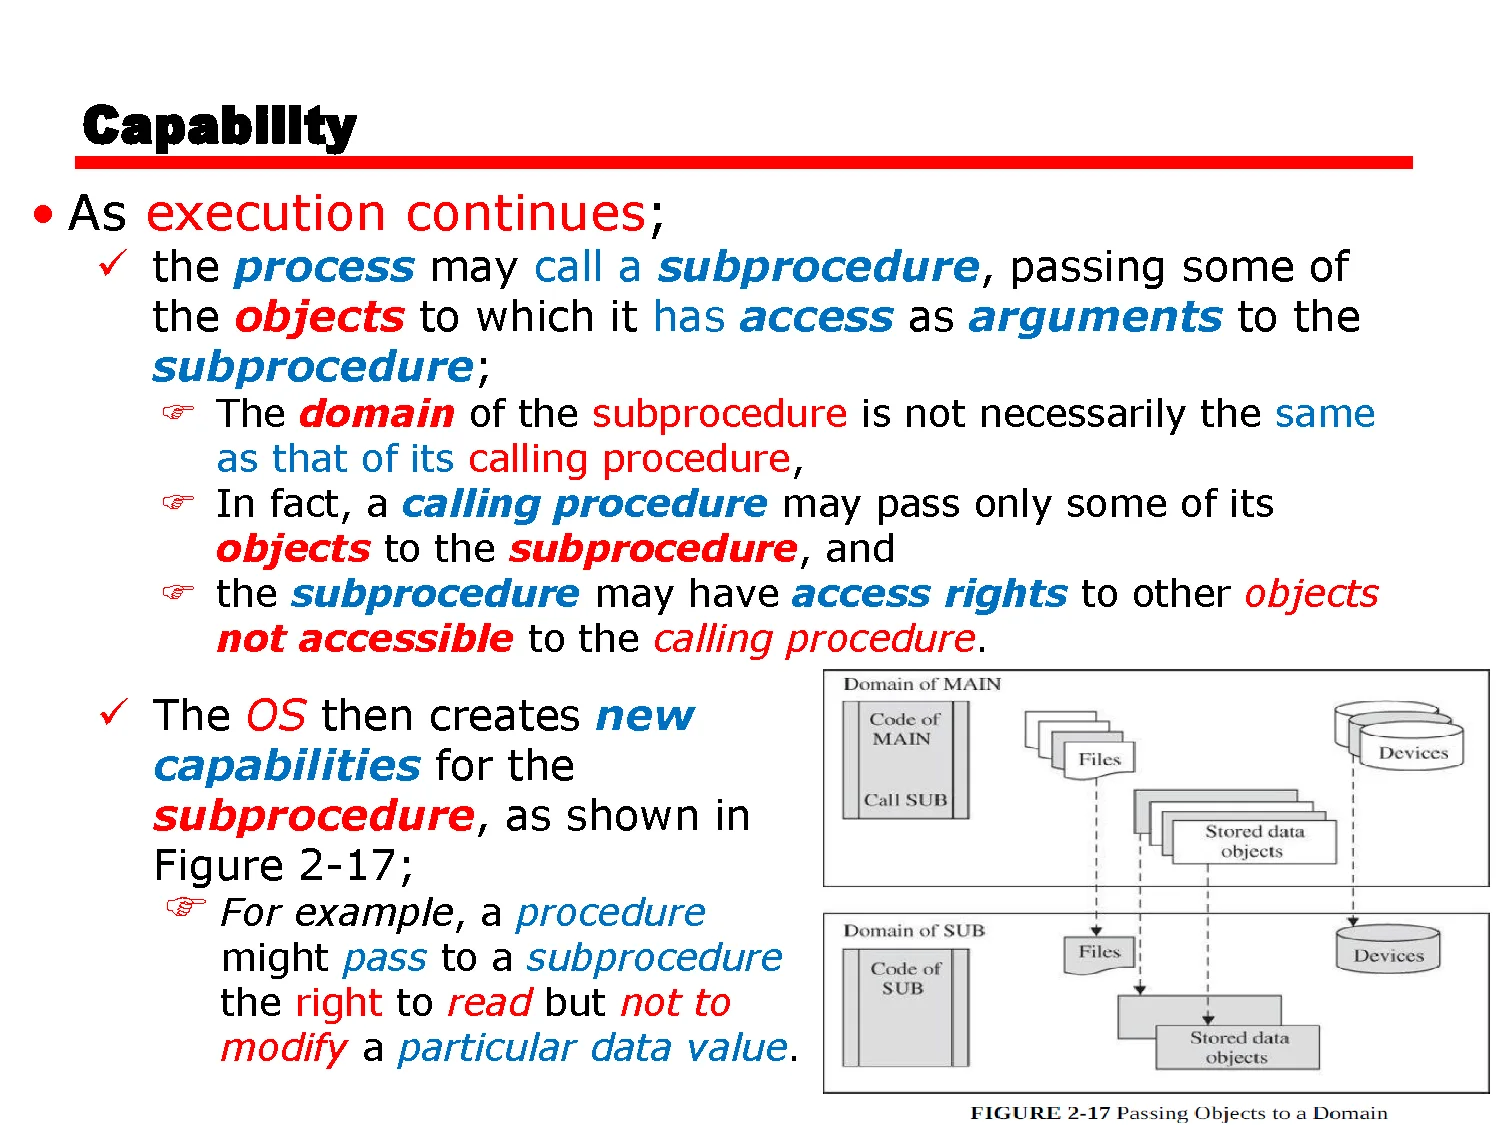 Capability
• As execution continues;
✓ the process may call a subprocedure, passing some of
the objects to which it has access as arguments to the
subprocedure;
☞ The domain of the subprocedure is not necessarily the same
as that of its calling procedure,
☞ In fact, a calling procedure may pass only some of its
objects to the subprocedure, and
☞ the subprocedure may have access rights to other objects
not accessible to the calling procedure.
✓ The OS then creates new
capabilities for the
subprocedure, as shown in
Figure 2-17;
☞ For example, a procedure
might pass to a subprocedure
the right to read but not to
modify a particular data value.
Domain of MAIN
Code of
MAIN
Call SUB
Files
Devices
Stored data
objects
Domain of SUB
Code of
SUB
Files
Devices
Stored data
objects
FIGURE 2-17 Passing Objects to a Domain